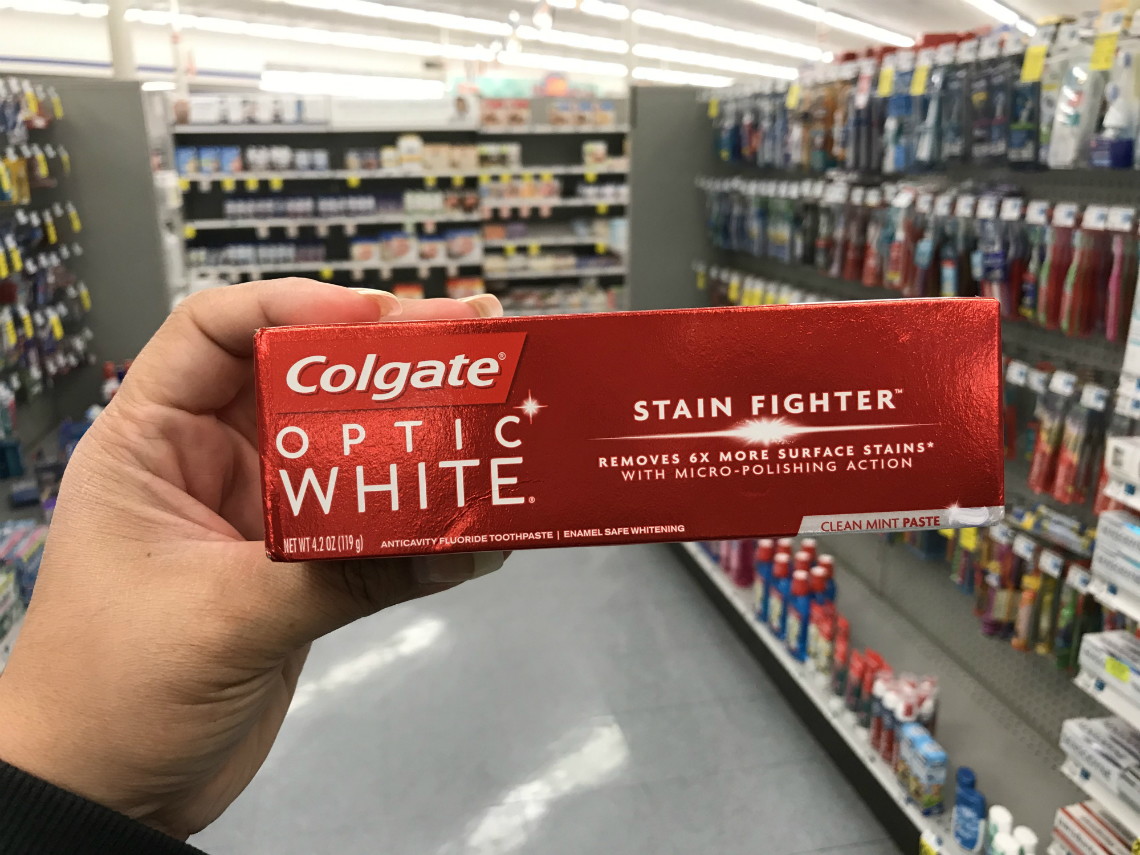 Colgate®
OPTIC
WHITE®
NET WT 4.2 OZ (119 g)
ANTICAVITY FLUORIDE TOOTHPASTE | ENAMEL SAFE WHITENING
STAIN FIGHTER™
REMOVES 6X MORE SURFACE STAINS*
WITH MICRO-POLISHING ACTION
CLEAN MINT PASTE